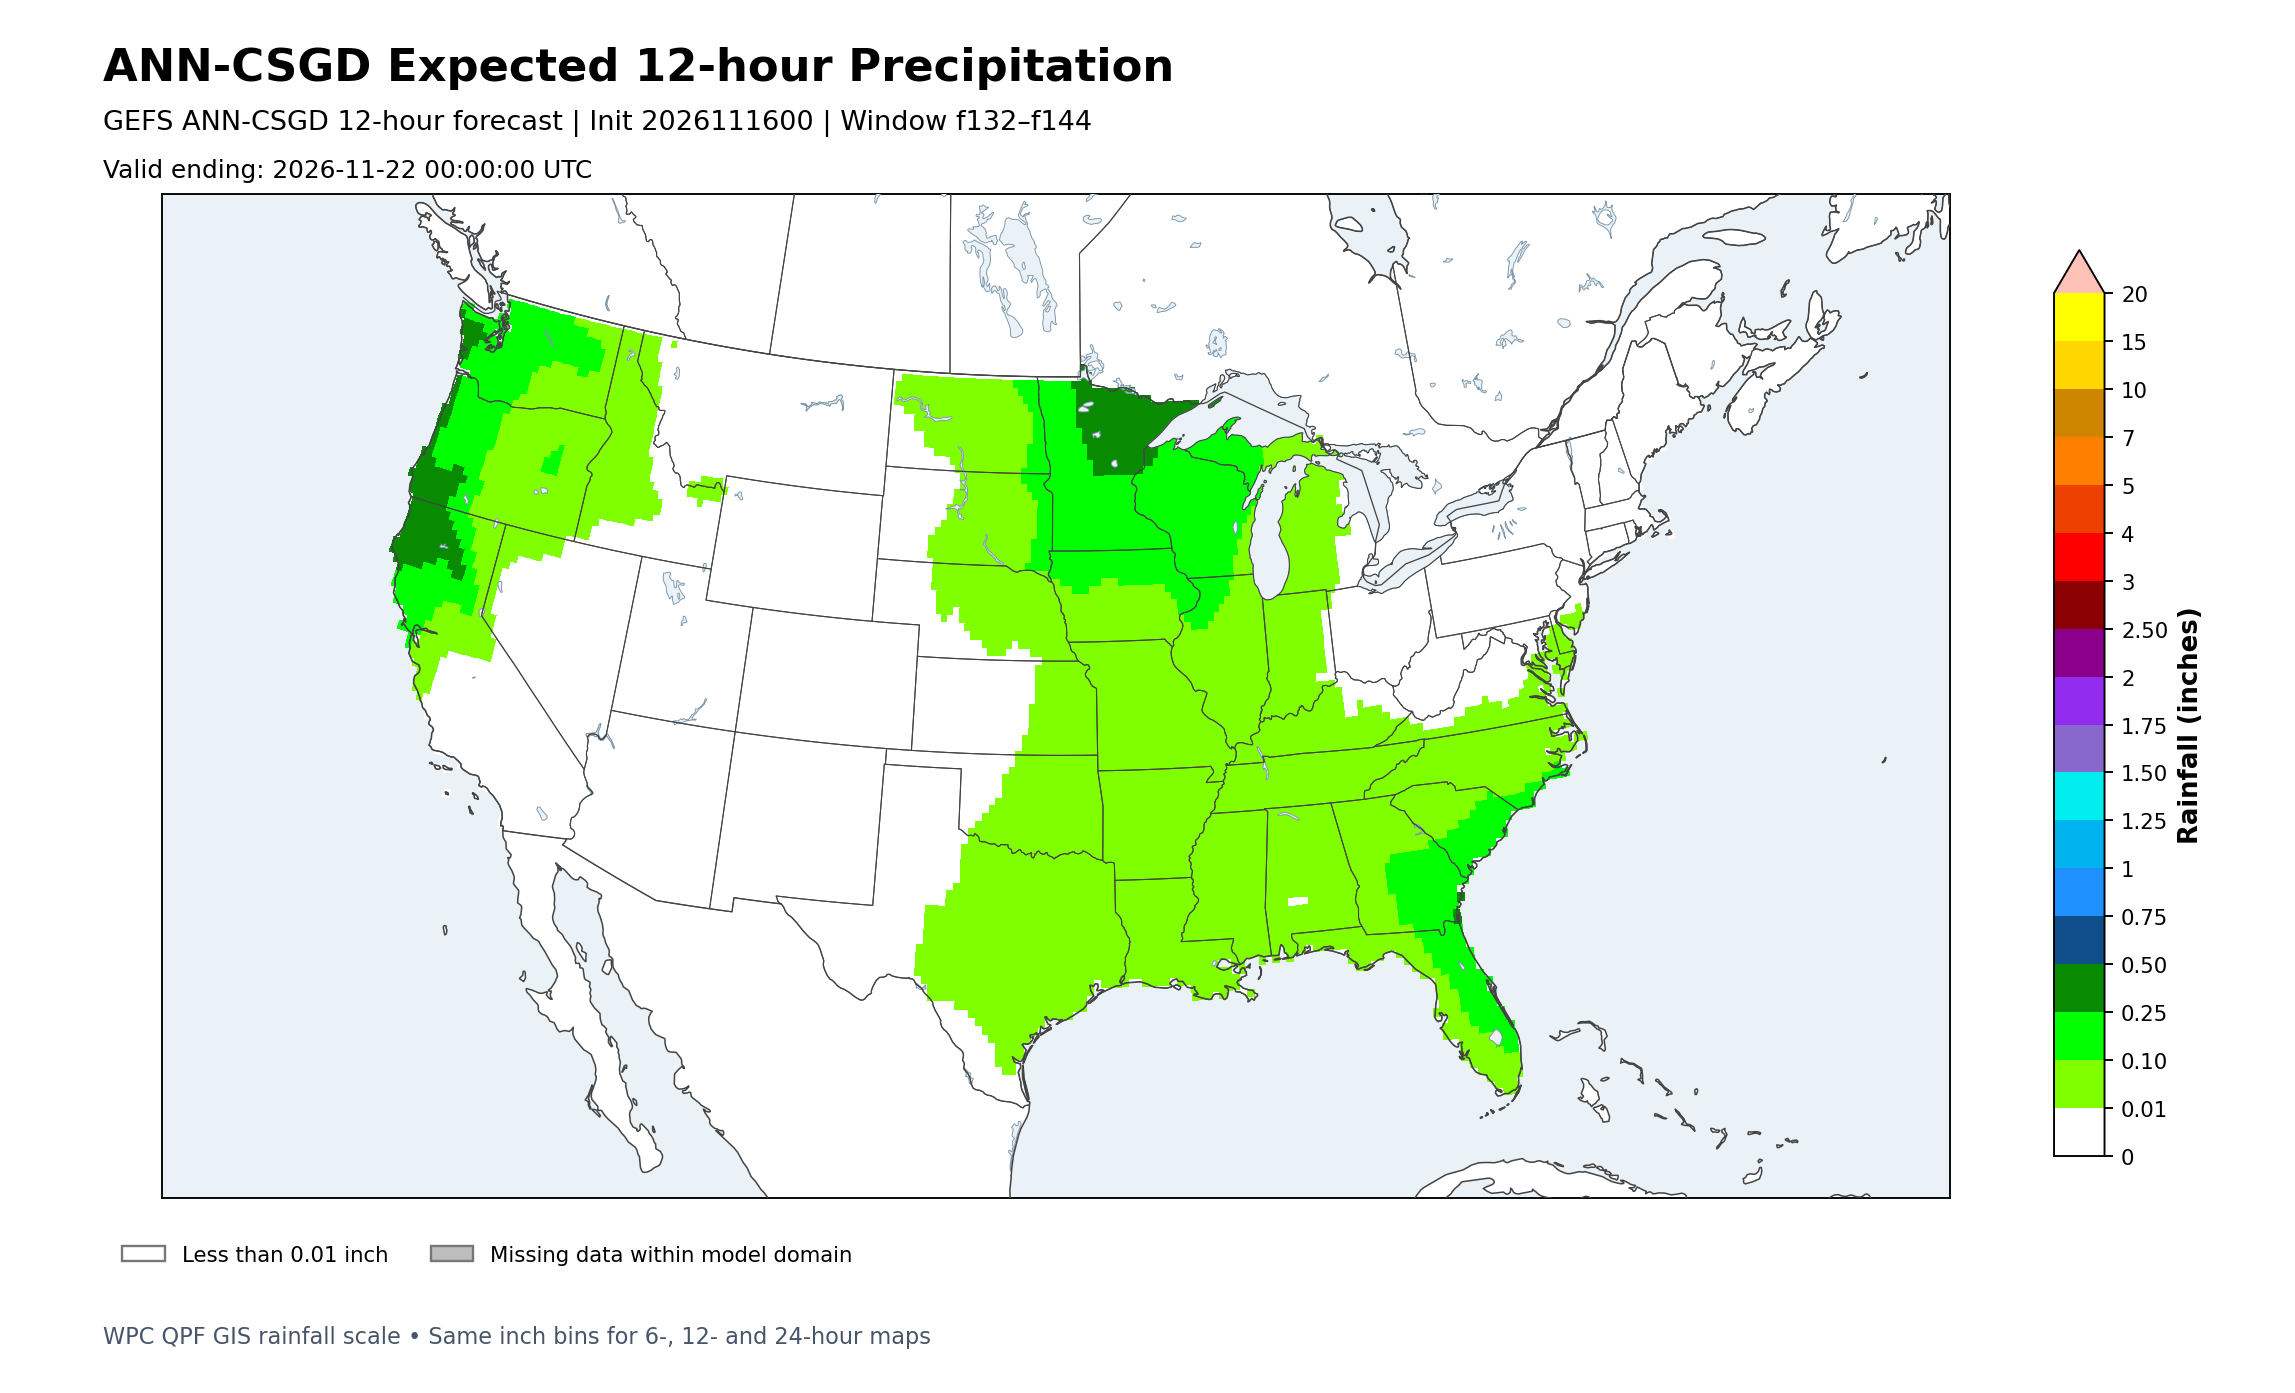 ANN-CSGD Expected 12-hour Precipitation
GEFS ANN-CSGD 12-hour forecast | Init 2026111600 | Window f132–f144
Valid ending: 2026-11-22 00:00:00 UTC
20
15
10
7
5
4
3
2.50
2
1.75
1.50
1.25
1
0.75
0.50
0.25
0.10
0.01
0
Rainfall (inches)
Less than 0.01 inch
Missing data within model domain
WPC QPF GIS rainfall scale • Same inch bins for 6-, 12- and 24-hour maps